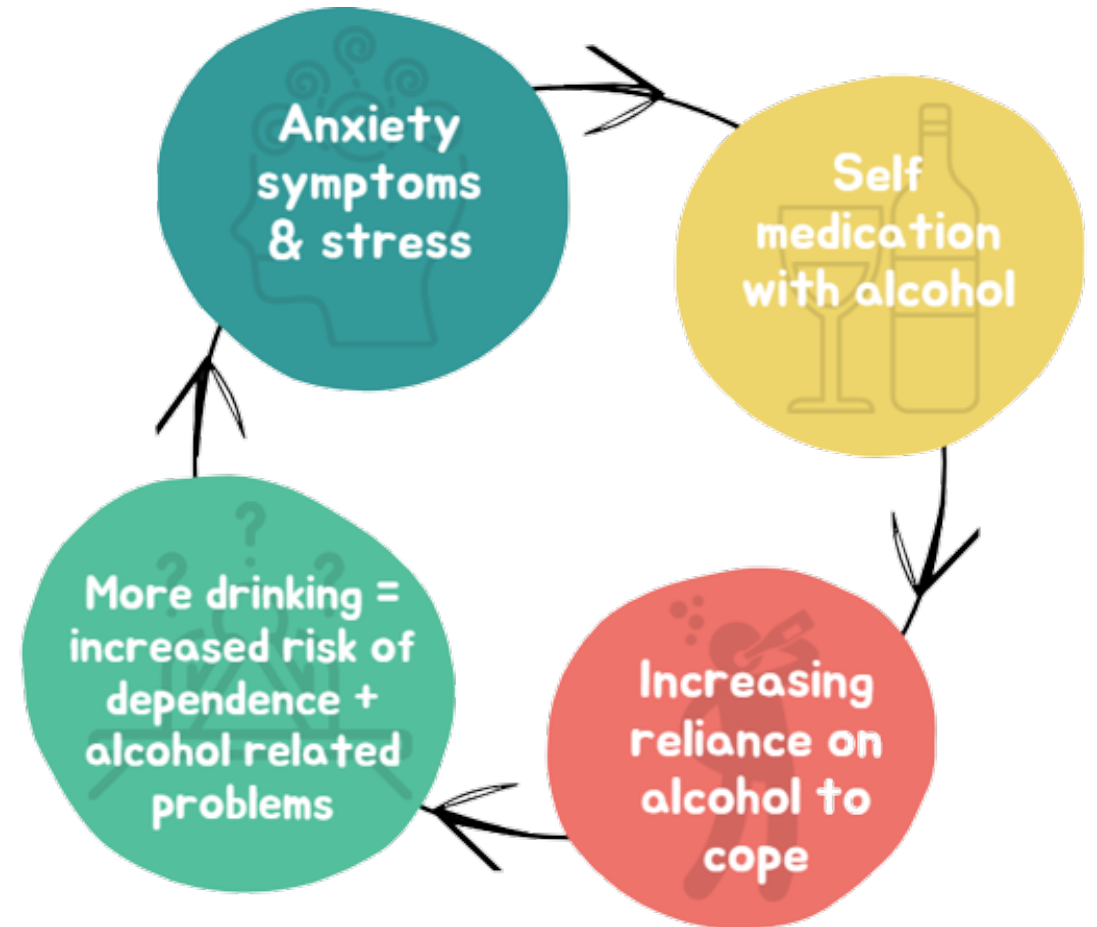 Anxiety
symptoms
& stress
Self
medication
with alcohol
Increasing
reliance on
alcohol to
cope
More drinking =
increased risk of
dependence +
alcohol related
problems